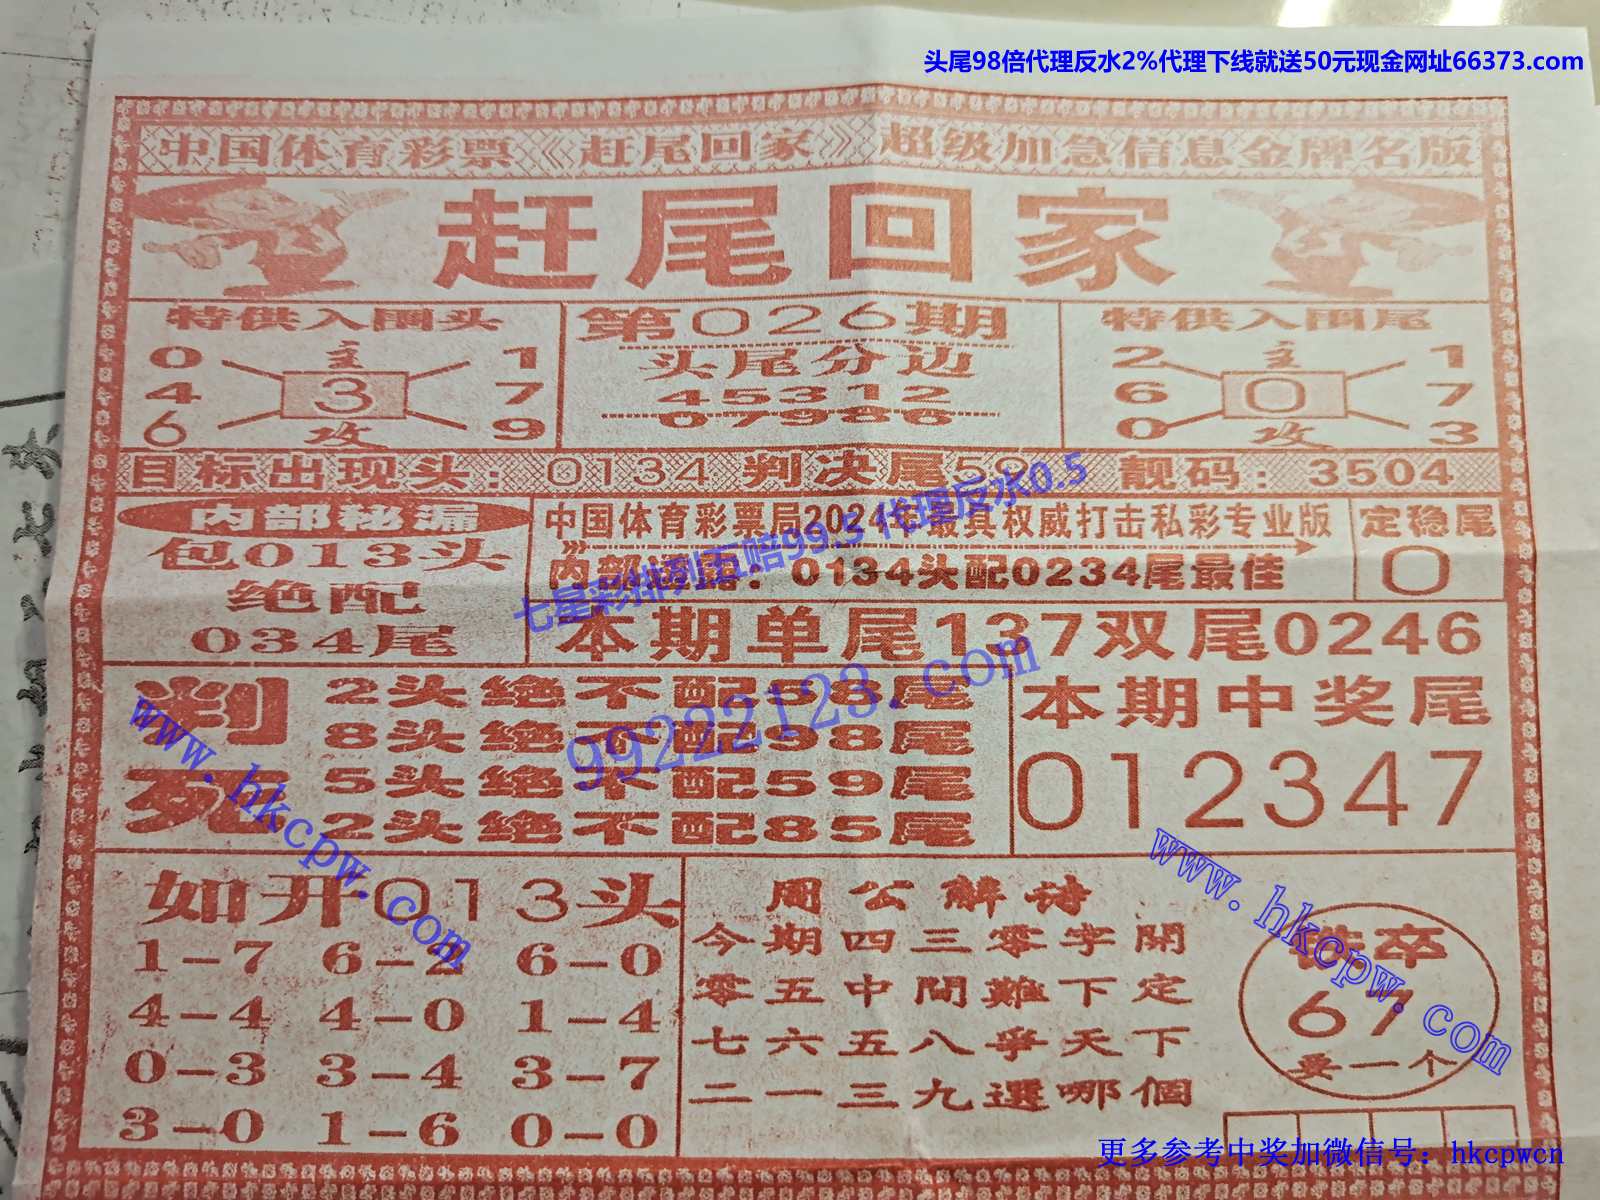 头尾98倍代理反水2%代理下线就送50元现金网址66373.com
中国体育彩票《赶尾回家》超级加急信息金牌名版
赶尾回家
特供入围头
0 主 1
4 3 7
6 攻 9
第026期
头尾分边
45312
07986
特供入围尾
2 主 1
6 0 7
0 攻 3
目标出现头：0134 判决尾58 靓码：3504
内部秘漏
包013头
绝配
034尾
中国体育彩票局2024年最具权威打击私彩专业版
内部透露：0134头配0234尾最佳
定稳尾
0
七星彩排列五赔99.5 代理反水0.5
本期单尾137双尾0246
判死
2头绝不配58尾
8头绝不配98尾
5头绝不配59尾
2头绝不配85尾
99222123.com
本期中奖尾
012347
www.hkcpw.com
如开013头
1-7 6-2 6-0
4-4 4-0 1-4
0-3 3-4 3-7
3-0 1-6 0-0
周公解诗
今期四三零字開
零五中間難下定
七六五八爭天下
二一三九選哪個
www.hkcpw.com
卒
67
要一个
更多参考中奖加微信号：hkcpwcn